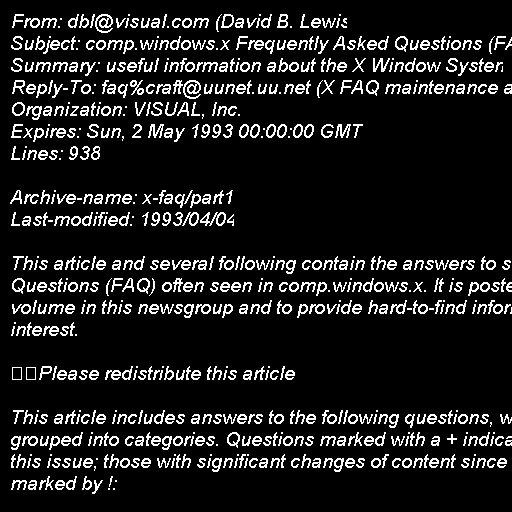 From: dbl@visual.com (David B. Lewis
Subject: comp.windows.x Frequently Asked Questions (FA
Summary: useful information about the X Window System
Reply-To: faq%craft@uunet.uu.net (X FAQ maintenance a
Organization: VISUAL, Inc.
Expires: Sun, 2 May 1993 00:00:00 GMT
Lines: 938
Archive-name: x-faq/part1
Last-modified: 1993/04/04
This article and several following contain the answers to s
Questions (FAQ) often seen in comp.windows.x. It is poste
volume in this newsgroup and to provide hard-to-find infor
interest.
Please redistribute this article
This article includes answers to the following questions, w
grouped into categories. Questions marked with a + indica
this issue; those with significant changes of content since
marked by !: